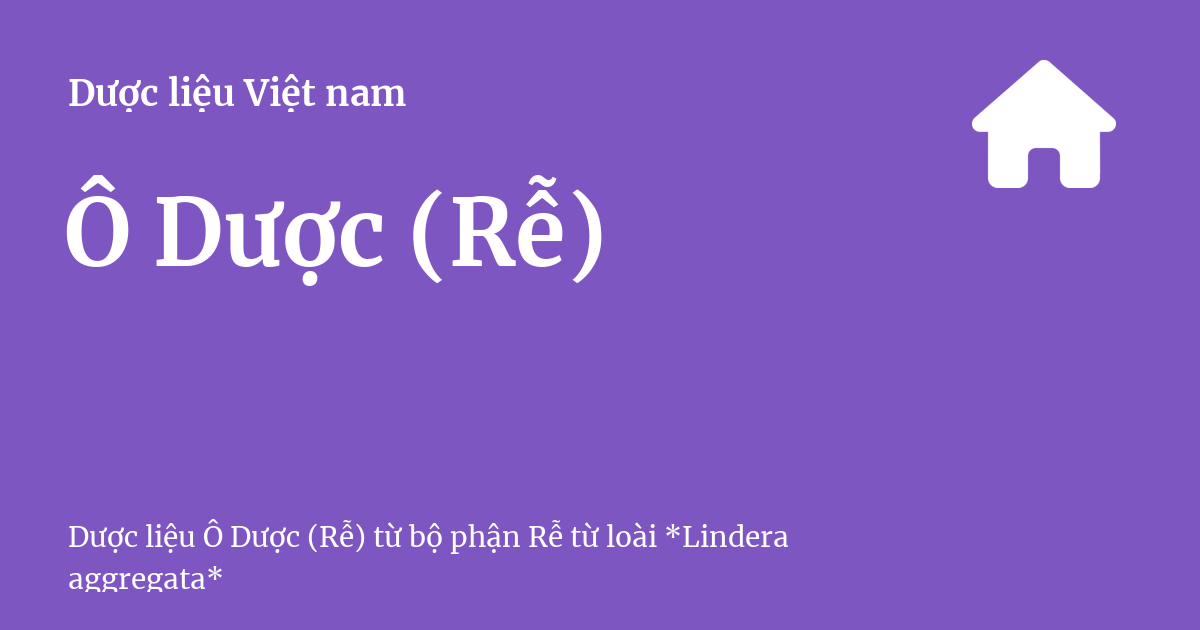 Dược liệu Việt nam
Ô Dược (Rễ)
Dược liệu Ô Dược (Rễ) từ bộ phận Rễ từ loài *Lindera
aggregata*